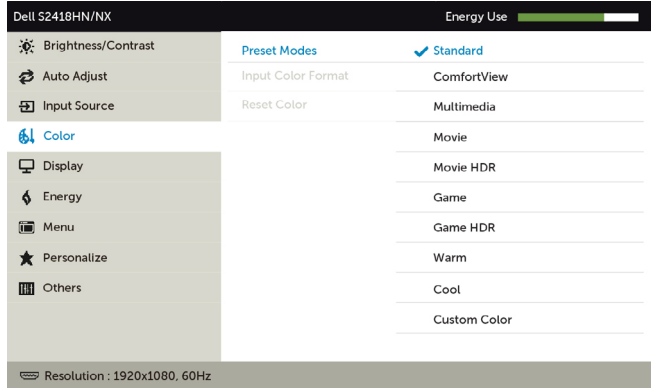 Dell S2418HN/NX
Energy Use
Brightness/Contrast
Auto Adjust
Input Source
Color
Display
Energy
Menu
Personalize
Others
Preset Modes
Input Color Format
Reset Color
Standard
ComfortView
Multimedia
Movie
Movie HDR
Game
Game HDR
Warm
Cool
Custom Color
Resolution : 1920x1080, 60Hz